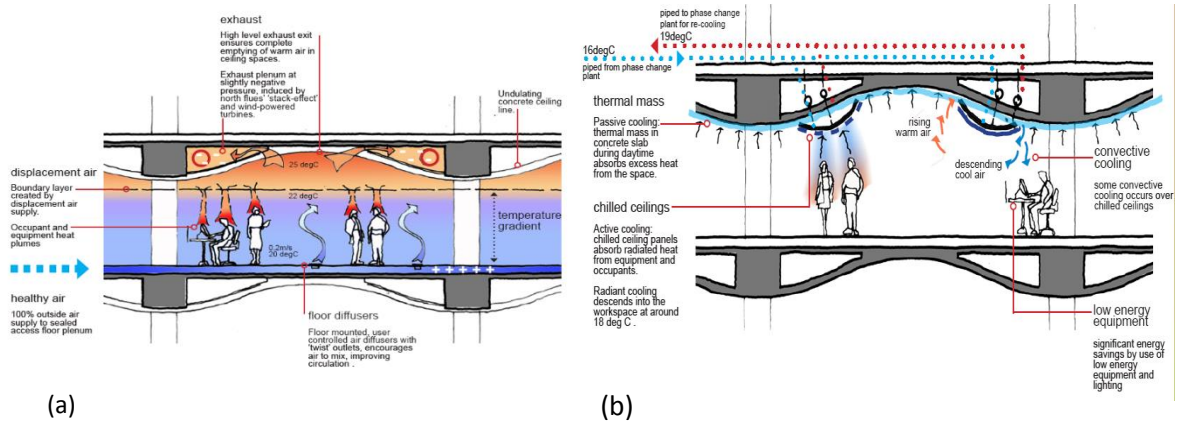 exhaust
High level exhaust exit
ensures complete
emptying of warm air in
ceiling spaces.
Exhaust plenum at
slightly negative
pressure, induced by
north flues' 'stack-effect'
and wind-powered
turbines.
Undulating
concrete ceiling
line.
25 degC
displacement air
Boundary layer
created by
displacement air
supply.
Occupant and
equipment heat
plumes
22 degC
temperature
gradient
0.2m/s
20 degC
healthy air
100% outside air
supply to sealed
access floor plenum
floor diffusers
Floor mounted, user
controlled air diffusers with
'twist' outlets, encourages
air to mix, improving
circulation .
(a)
piped to phase change
plant for re-cooling
19degC
16degC
piped from phase change
plant
thermal mass
Passive cooling:
thermal mass in
concrete slab
during daytime
absorbs excess heat
from the space.
rising
warm air
descending
cool air
convective
cooling
some convective
cooling occurs over
chilled ceilings
chilled ceilings
Active cooling:
chilled ceiling panels
absorb radiated heat
from equipment and
occupants.
Radiant cooling
descends into the
workspace at around
18 deg C .
low energy
equipment
significant energy
savings by use of
low energy
equipment and
lighting
(b)